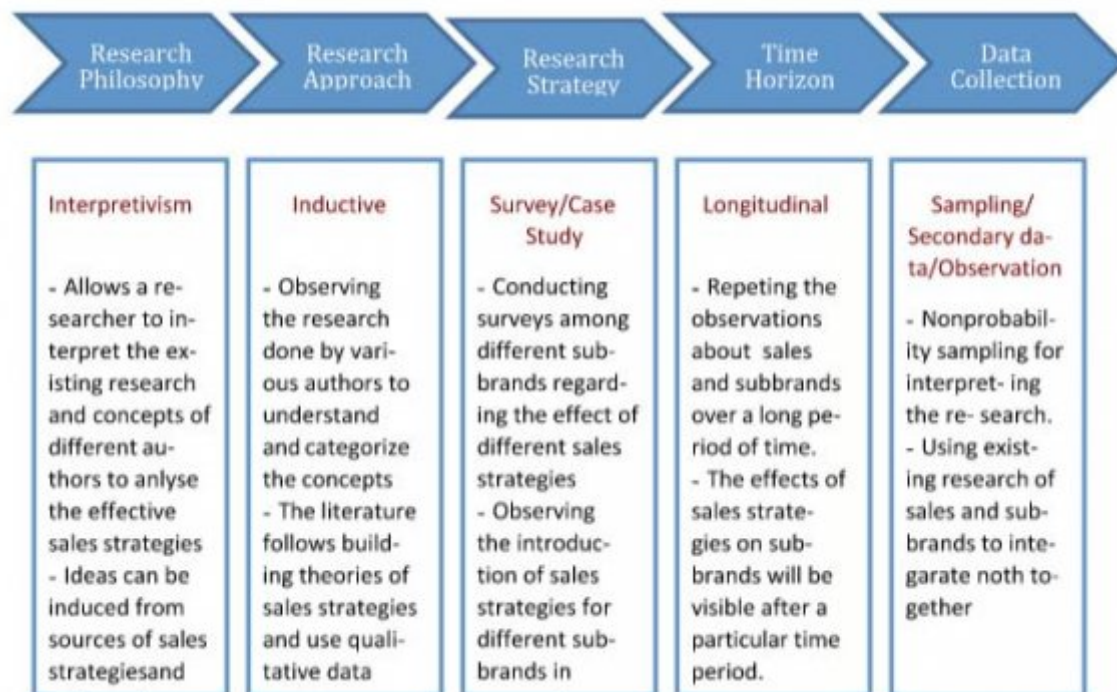 Research
Philosophy
Research
Approach
Research
Strategy
Time
Horizon
Data
Collection
Interpretivism
- Allows a re-
searcher to in-
terpret the ex-
isting research
and concepts of
different au-
thors to anlyse
the effective
sales strategies
- Ideas can be
induced from
sources of sales
strategiesand
Inductive
- Observing
the research
done by vari-
ous authors to
understand
and categorize
the concepts
- The literature
follows build-
ing theories of
sales strategies
and use quali-
tative data
Survey/Case
Study
- Conducting
surveys among
different sub-
brands regard-
ing the effect of
different sales
strategies
- Observing
the introduc-
tion of sales
strategies for
different sub-
brands in
Longitudinal
- Repeting the
observations
about sales
and subbrands
over a long pe-
riod of time.
- The effects of
sales strate-
gies on sub-
brands will be
visible after a
particular time
period.
Sampling/
Secondary da-
ta/Observation
- Nonprobabil-
ity sampling for
interpret- ing
the re- search.
- Using exist-
ing research of
sales and sub-
brands to inte-
garate noth to-
gether